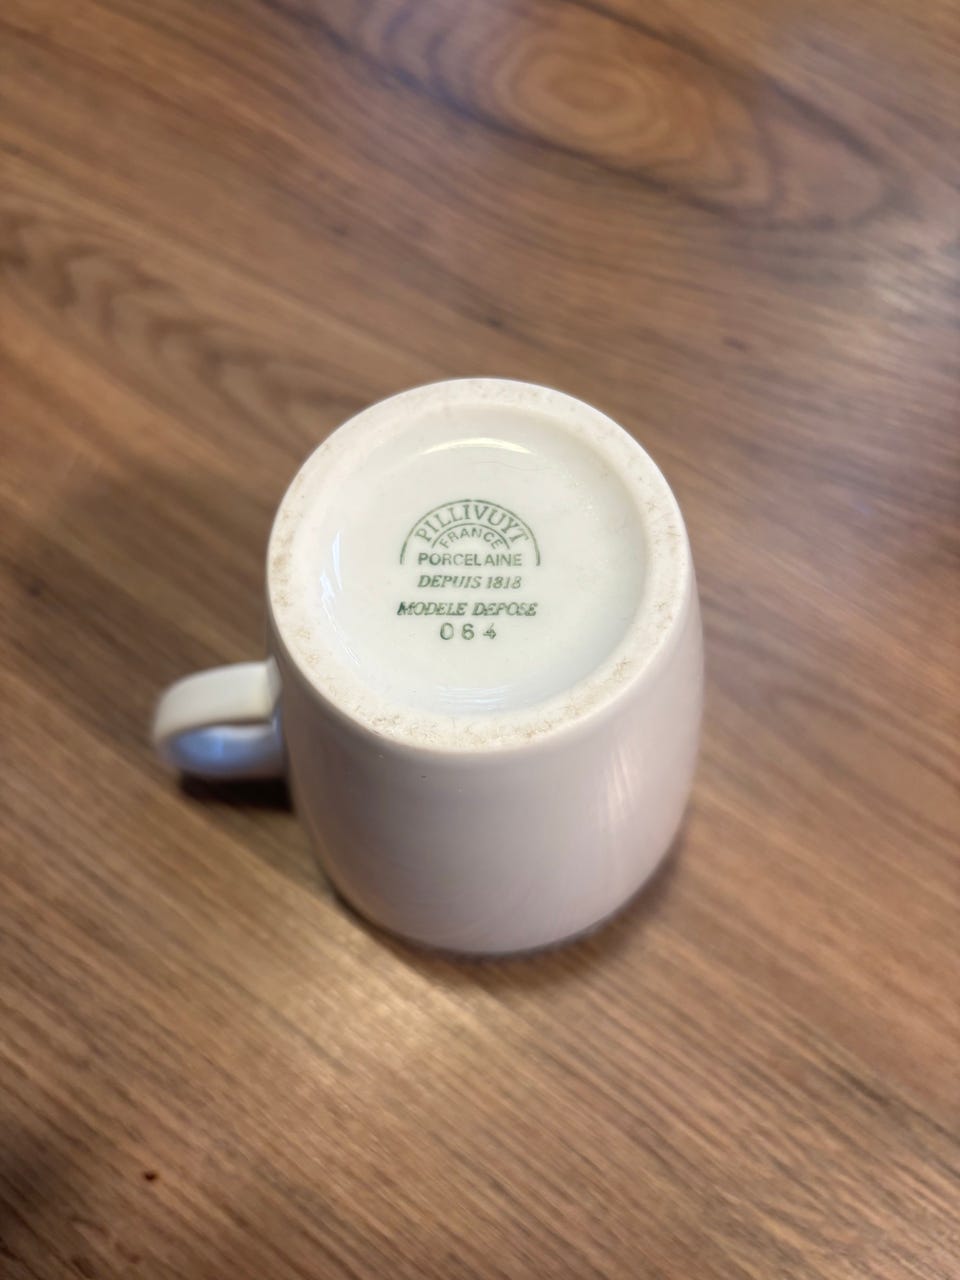 PILLIVUYT
FRANCE
PORCELAINE
DEPUIS 1818
MODELE DEPOSE
064